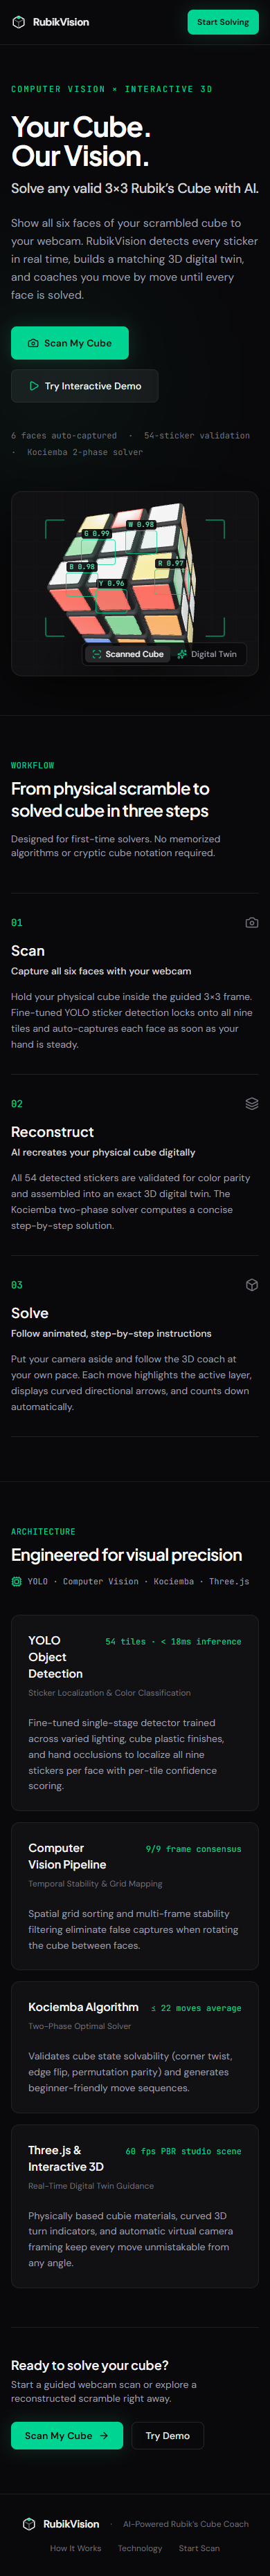 RubikVision
Start Solving
COMPUTER VISION × INTERACTIVE 3D
Your Cube.
Our Vision.
Solve any valid 3×3 Rubik's Cube with AI.
Show all six faces of your scrambled cube to
your webcam. RubikVision detects every sticker
in real time, builds a matching 3D digital twin,
and coaches you move by move until every
face is solved.
Scan My Cube
Try Interactive Demo
6 faces auto-captured · 54-sticker validation
· Kociemba 2-phase solver
W 0.98
G 0.99
R 0.97
B 0.98
Y 0.96
Scanned Cube
Digital Twin
WORKFLOW
From physical scramble to
solved cube in three steps
Designed for first-time solvers. No memorized
algorithms or cryptic cube notation required.
01
Scan
Capture all six faces with your webcam
Hold your physical cube inside the guided 3×3 frame.
Fine-tuned YOLO sticker detection locks onto all nine
tiles and auto-captures each face as soon as your
hand is steady.
02
Reconstruct
AI recreates your physical cube digitally
All 54 detected stickers are validated for color parity
and assembled into an exact 3D digital twin. The
Kociemba two-phase solver computes a concise
step-by-step solution.
03
Solve
Follow animated, step-by-step instructions
Put your camera aside and follow the 3D coach at
your own pace. Each move highlights the active layer,
displays curved directional arrows, and counts down
automatically.
ARCHITECTURE
Engineered for visual precision
YOLO · Computer Vision · Kociemba · Three.js
YOLO
Object
Detection
54 tiles · < 18ms inference
Sticker Localization & Color Classification
Fine-tuned single-stage detector trained
across varied lighting, cube plastic finishes,
and hand occlusions to localize all nine
stickers per face with per-tile confidence
scoring.
Computer
Vision Pipeline
9/9 frame consensus
Temporal Stability & Grid Mapping
Spatial grid sorting and multi-frame stability
filtering eliminate false captures when rotating
the cube between faces.
Kociemba Algorithm
≤ 22 moves average
Two-Phase Optimal Solver
Validates cube state solvability (corner twist,
edge flip, permutation parity) and generates
beginner-friendly move sequences.
Three.js &
Interactive 3D
60 fps PBR studio scene
Real-Time Digital Twin Guidance
Physically based cubie materials, curved 3D
turn indicators, and automatic virtual camera
framing keep every move unmistakable from
any angle.
Ready to solve your cube?
Start a guided webcam scan or explore a
reconstructed scramble right away.
Scan My Cube
Try Demo
RubikVision · AI-Powered Rubik's Cube Coach
How It Works
Technology
Start Scan